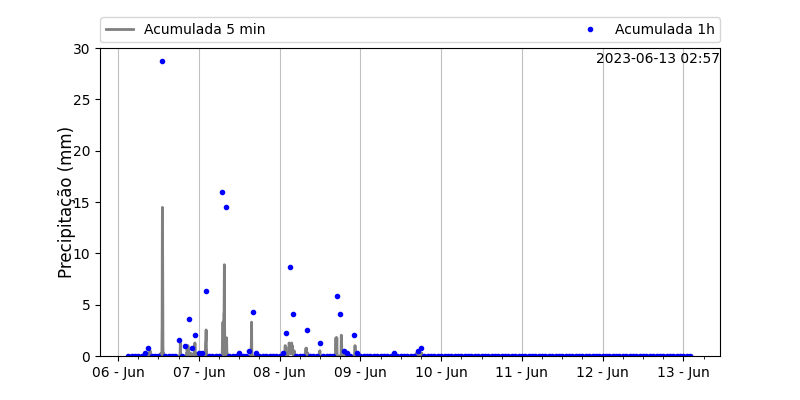 Acumulada 5 min
Acumulada 1h
2023-06-13 02:57
Precipitação (mm)
30
25
20
15
10
5
0
06 - Jun 07 - Jun 08 - Jun 09 - Jun 10 - Jun 11 - Jun 12 - Jun 13 - Jun